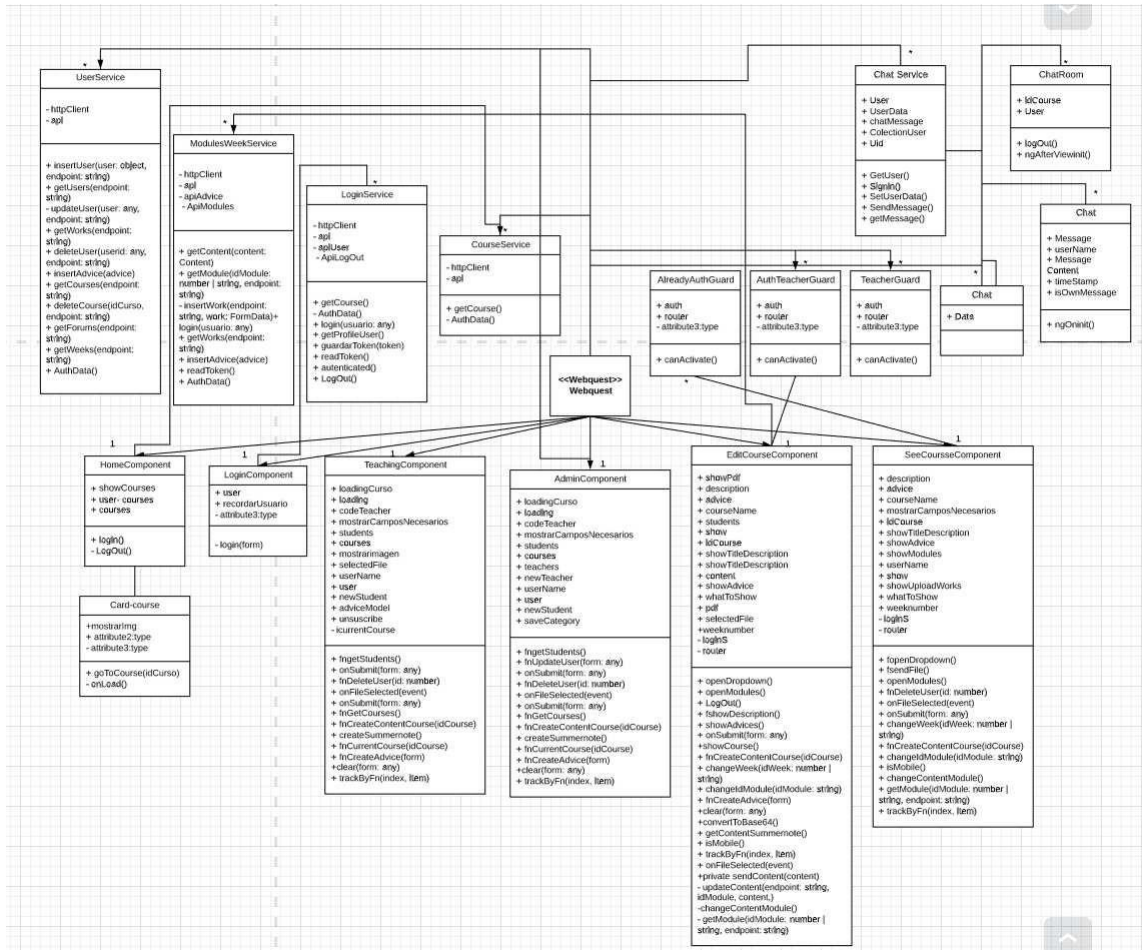 UserService
- httpClient
- api
+ insertUser(user: object,
endpoint: string)
+ getUsers(endpoint:
string)
- updateUser(user: any,
endpoint: string)
+ getWorks(endpoint:
string)
+ deleteUser(userid: any,
endpoint: string)
+ insertAdvice(advice)
+ getCourses(endpoint:
string)
+ deleteCourse(idCurso,
endpoint: string)
+ getForums(endpoint:
string)
+ getWeeks(endpoint:
string)
+ AuthData()
*
ModulesWeekService
- httpClient
- api
- apiAdvice
- ApiModules
+ getContent(content:
Content)
+ getModule(idModule:
number | string, endpoint:
string)
- insertWork(endpoint:
string, work: FormData)+
login(usuario: any)
+ getWorks(endpoint:
string)
+ insertAdvice(advice)
+ readToken()
+ AuthData()
*
LoginService
- httpClient
- api
- apiUser
- ApiLogOut
+ getCourse()
- AuthData()
+ login(usuario: any)
+ getProfileUser()
+ guardarToken(token)
+ readToken()
+ autenticated()
+ LogOut()
*
CourseService
- httpClient
- api
+ getCourse()
- AuthData()
*
Chat Service
+ User
+ UserData
+ chatMessage
+ ColectionUser
+ Uid
+ GetUser()
+ SignIn()
+ SetUserData()
+ SendMessage()
+ getMessage()
*
ChatRoom
+ IdCourse
+ User
+ logOut()
+ ngAfterViewinit()
*
Chat
+ Message
+ userName
+ Message
Content
+ timeStamp
+ isOwnMessage
+ ngOninit()
*
AlreadyAuthGuard
+ auth
+ router
- attribute3:type
+ canActivate()
*
AuthTeacherGuard
+ auth
+ router
- attribute3:type
+ canActivate()
*
TeacherGuard
+ auth
+ router
- attribute3:type
+ canActivate()
*
Chat
+ Data
*
<<Webquest>>
Webquest
1
HomeComponent
+ showCourses
+ user- courses
+ courses
+ login()
- LogOut()
Card-course
+mostrarImg
+ attribute2:type
- attribute3:type
+ goToCourse(idCurso)
- onLoad()
1
LoginComponent
+ user
+ recordarUsuario
- attribute3:type
- login(form)
1
TeachingComponent
+ loadingCurso
+ loading
+ codeTeacher
+ mostrarCamposNecesarios
+ students
+ courses
+ mostrarimagen
+ selectedFile
+ userName
+ user
+ newStudent
+ adviceModel
+ unsuscribe
- icurrentCourse
+ fngetStudents()
+ onSubmit(form: any)
+ fnDeleteUser(id: number)
+ onFileSelected(event)
+ onSubmit(form: any)
+ fnGetCourses()
+ fnCreateContentCourse(idCourse)
+ createSummernote()
+ fnCurrentCourse(idCourse)
+ fnCreateAdvice(form)
+clear(form: any)
+ trackByFn(index, Item)
1
AdminComponent
+ loadingCurso
+ loading
+ codeTeacher
+ mostrarCamposNecesarios
+ students
+ courses
+ teachers
+ newTeacher
+ userName
+ user
+ newStudent
+ saveCategory
+ fngetStudents()
+ fnUpdateUser(form: any)
+ onSubmit(form: any)
+ fnDeleteUser(id: number)
+ onFileSelected(event)
+ onSubmit(form: any)
+ fnGetCourses()
+ fnCreateContentCourse(idCourse)
+ createSummernote()
+ fnCurrentCourse(idCourse)
+ fnCreateAdvice(form)
+clear(form: any)
+ trackByFn(index, Item)
1
EditCourseComponent
+ showPdf
+ description
+ advice
+ courseName
+ students
+ show
+ IdCourse
+ showTitleDescription
+ showTitleDescription
+ content
+ showAdvice
+ whatToShow
+ pdf
+ selectedFile
+weeknumber
- logInS
- router
+ openDropdown()
+ openModules()
+ LogOut()
+ fshowDescription()
+ showAdvices()
+ onSubmit(form: any)
+showCourse()
+ fnCreateContentCourse(idCourse)
+ changeWeek(idWeek: number |
string)
+ changeIdModule(idModule: string)
+ fnCreateAdvice(form)
+clear(form: any)
+convertToBase64()
+ getContentSummernote()
+ isMobile()
+ trackByFn(index, Item)
+ onFileSelected(event)
+private sendContent(content)
- updateContent(endpoint: string,
idModule, content,)
-changeContentModule()
- getModule(idModule: number |
string, endpoint: string)
1
SeeCoursseComponent
+ description
+ advice
+ courseName
+ mostrarCamposNecesarios
+ IdCourse
+ showTitleDescription
+ showAdvice
+ showModules
+ userName
+ show
+ showUploadWorks
+ whatToShow
+ weeknumber
- logInS
- router
+ fopenDropdown()
+ fsendFile()
+ openModules()
+ fnDeleteUser(id: number)
+ onFileSelected(event)
+ onSubmit(form: any)
+ changeWeek(idWeek: number |
string)
+ fnCreateContentCourse(idCourse)
+ changeIdModule(idModule: string)
+ isMobile()
+ changeContentModule()
+ getModule(idModule: number |
string, endpoint: string)
+ trackByFn(index, Item)